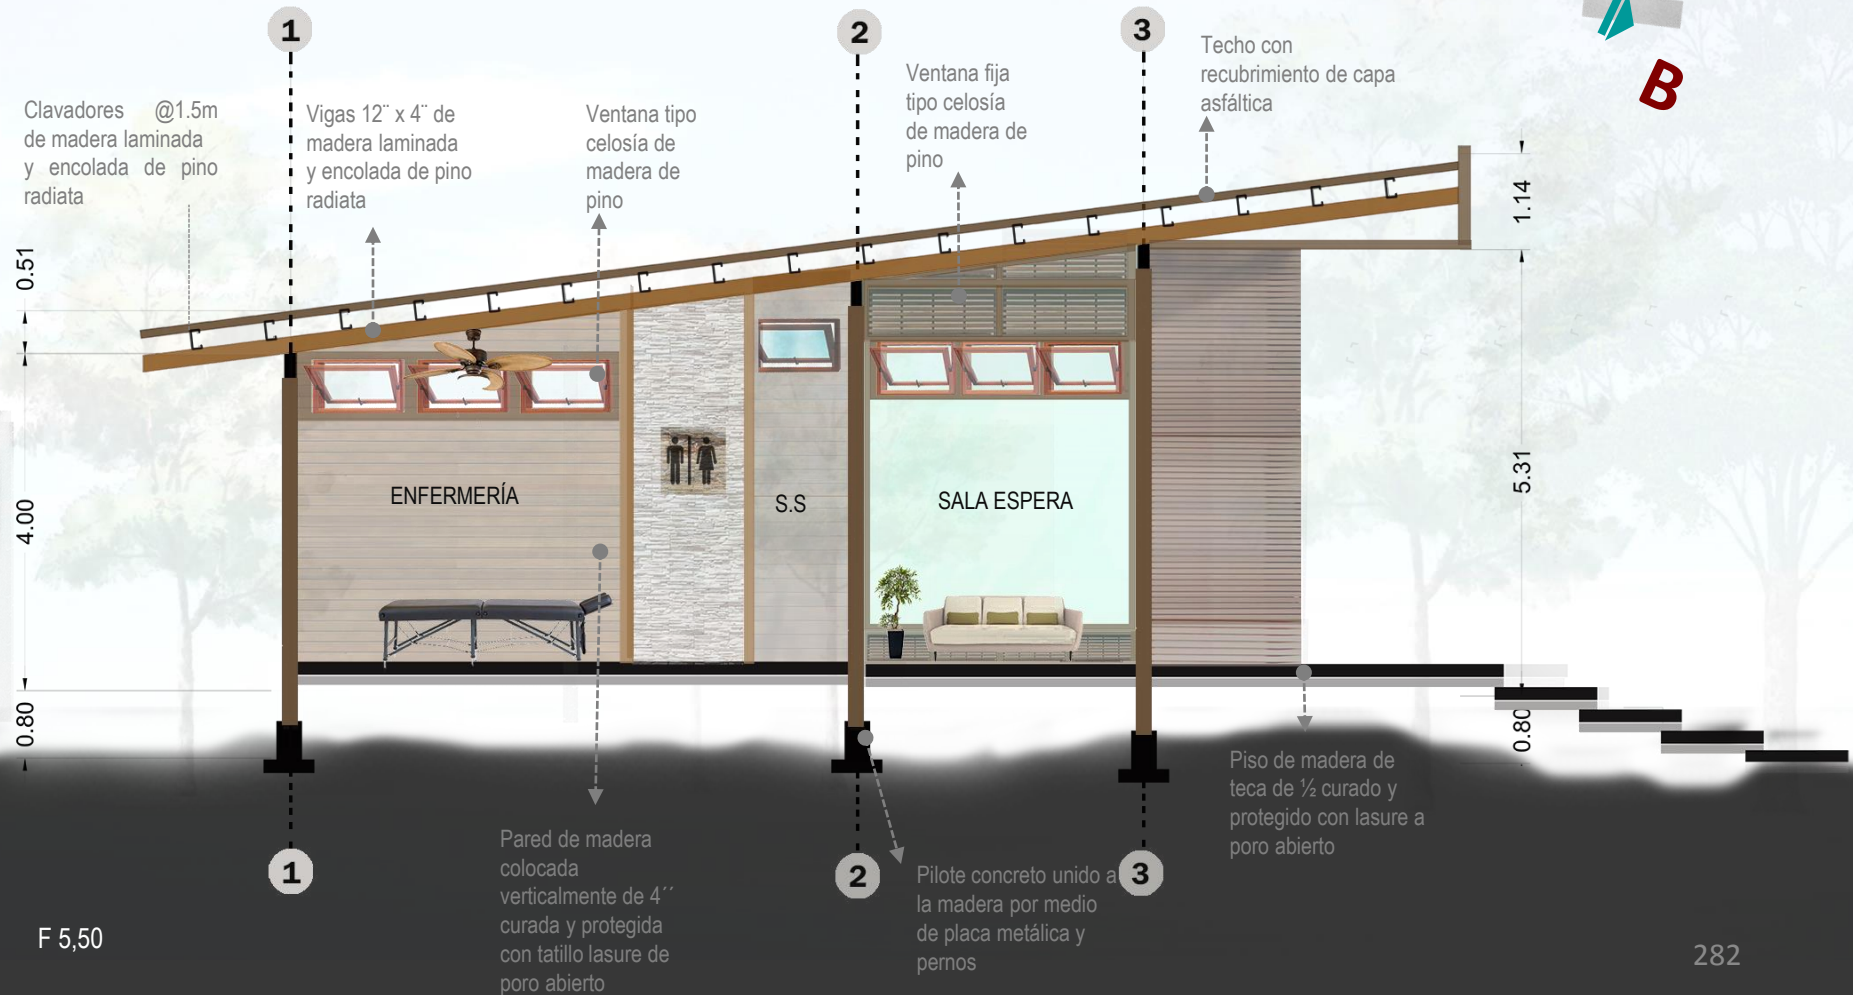 1
2
3
B
Clavadores @1.5m
de madera laminada
y encolada de pino
radiata
Vigas 12¨ x 4¨ de
madera laminada
y encolada de pino
radiata
Ventana tipo
celosía de
madera de
pino
Ventana fija
tipo celosía
de madera de
pino
Techo con
recubrimiento de capa
asfáltica
0.51
4.00
0.80
1.14
5.31
0.80
ENFERMERÍA
S.S
SALA ESPERA
Piso de madera de
teca de ½ curado y
protegido con lasure a
poro abierto
Pared de madera
colocada
verticalmente de 4´´
curada y protegida
con tatillo lasure de
poro abierto
Pilote concreto unido a
la madera por medio
de placa metálica y
pernos
1
2
3
F 5,50
282